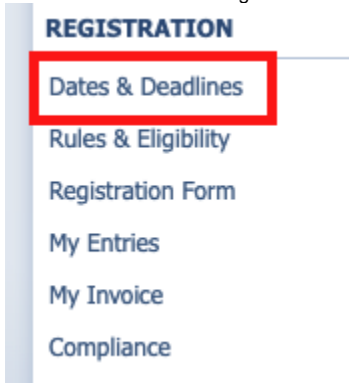 REGISTRATION
Dates & Deadlines
Rules & Eligibility
Registration Form
My Entries
My Invoice
Compliance